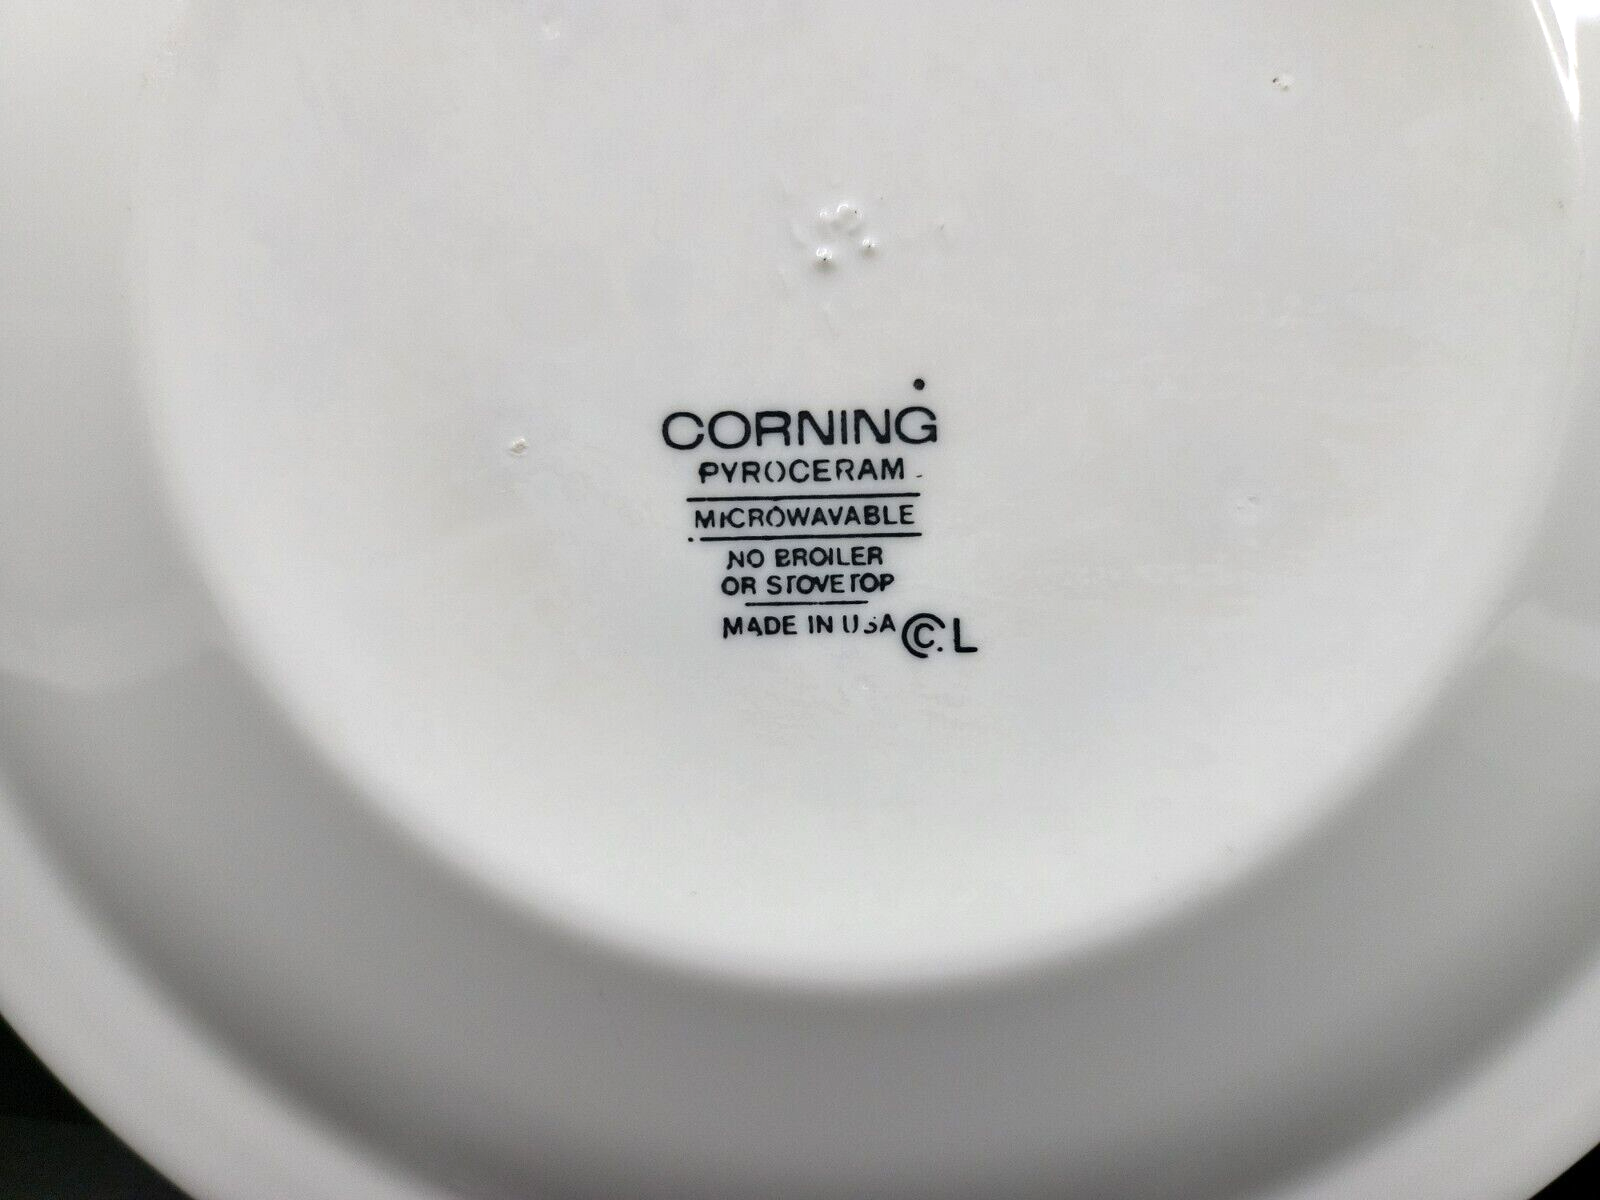 CORNING
PYROCERAM
MICROWAVABLE
NO BROILER
OR STOVETOP
MADE IN USA © L